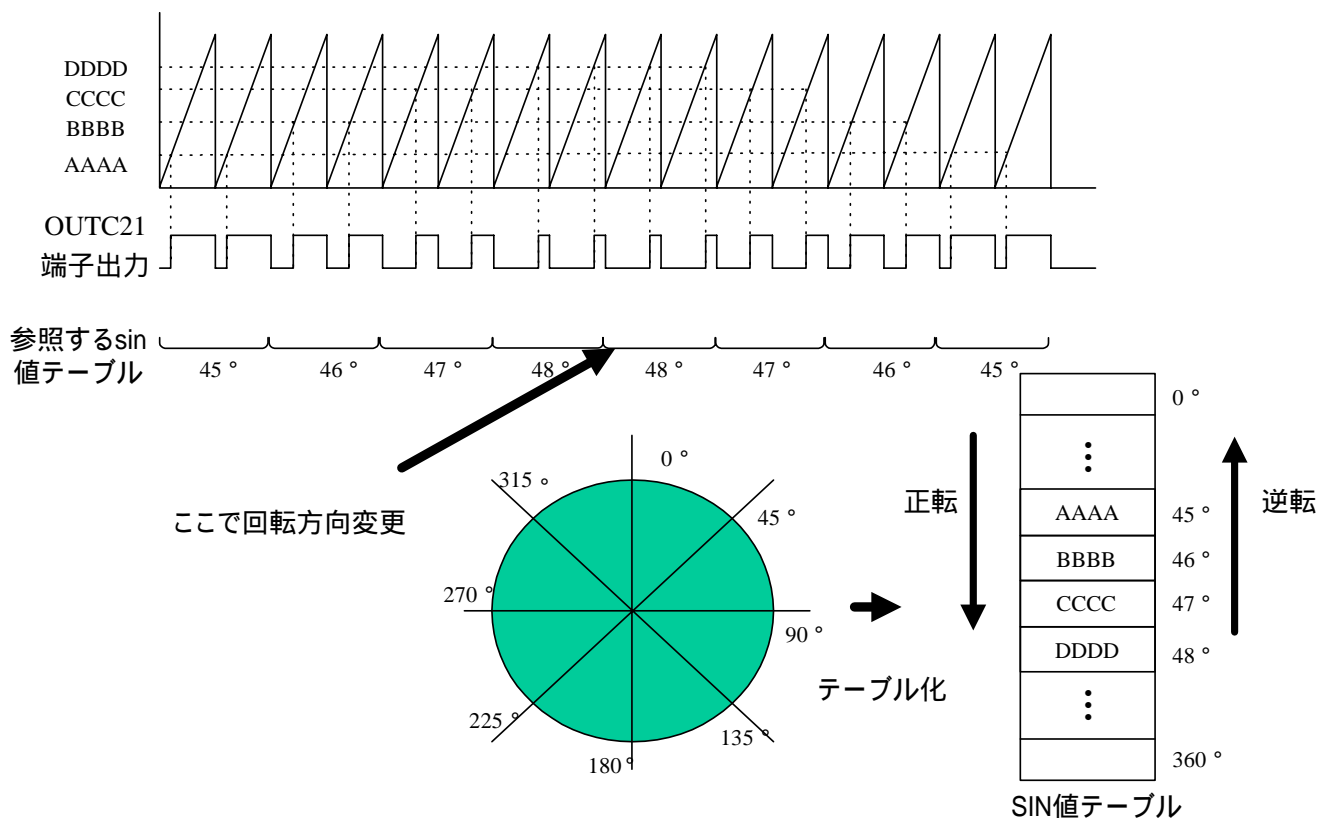 DDDD
CCCC
BBBB
AAAA
OUTC21
端子出力
参照するsin
値テーブル
45 °
46 °
47 °
48 °
48 °
47 °
46 °
45 °
ここで回転方向変更
0 °
45 °
90 °
135 °
180 °
225 °
270 °
315 °
テーブル化
正転
逆転
0 °
⋮
AAAA 45 °
BBBB 46 °
CCCC 47 °
DDDD 48 °
⋮
360 °
SIN値テーブル